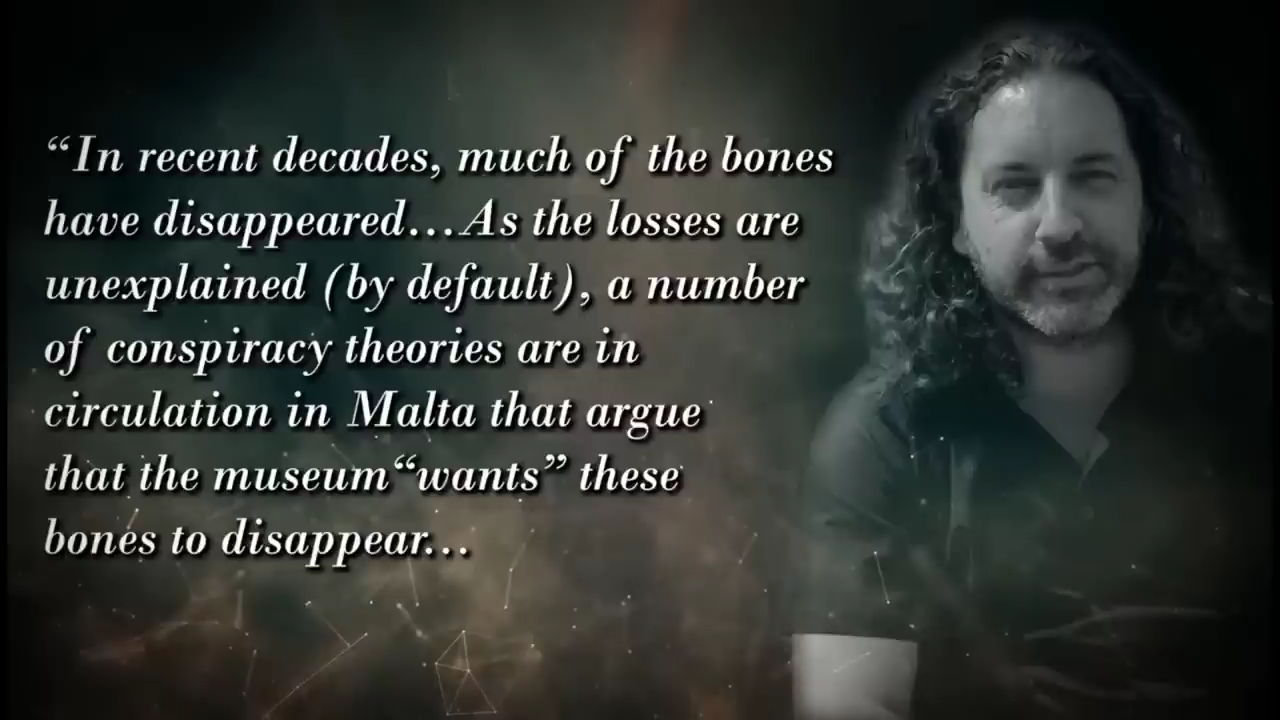 “In recent decades, much of the bones
have disappeared...As the losses are
unexplained (by default), a number
of conspiracy theories are in
circulation in Malta that argue
that the museum“wants” these
bones to disappear...